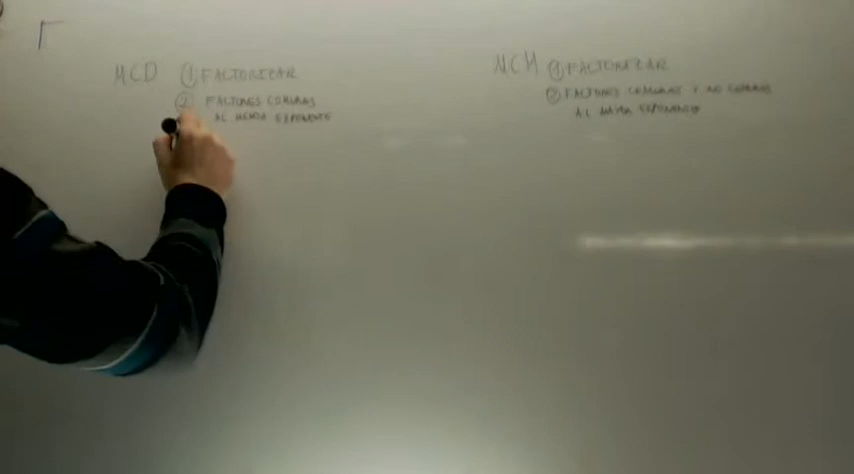 MCD ① FACTORIZAR
② FACTORES COMUNES
AL MENOR EXPONENTE
MCM ① FACTORIZAR
② FACTORES COMUNES Y NO COMUNES
AL MAYOR EXPONENTE